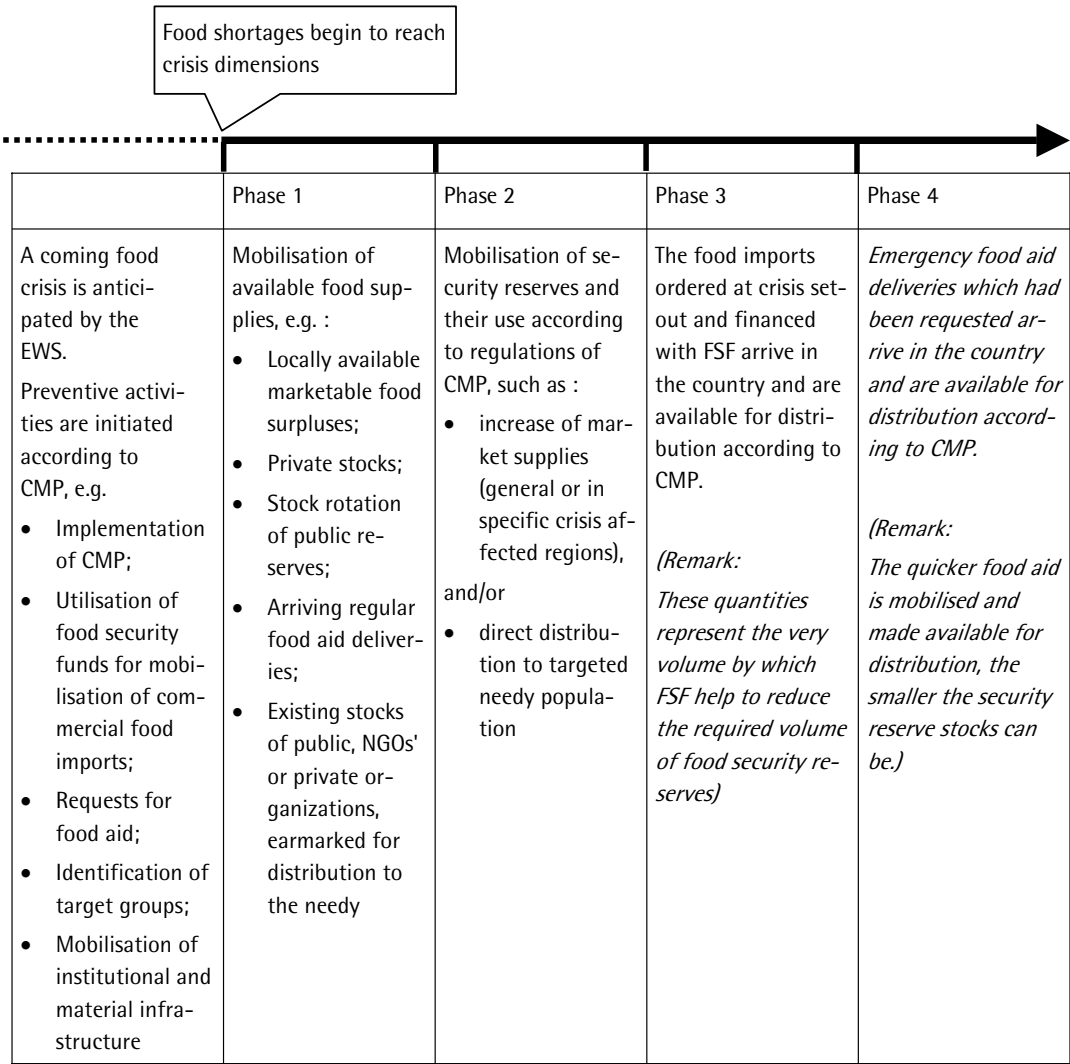 Food shortages begin to reach
crisis dimensions
Phase 1
Phase 2
Phase 3
Phase 4
A coming food
crisis is antici-
pated by the
EWS.
Preventive activi-
ties are initiated
according to
CMP, e.g.
• Implementation
of CMP;
• Utilisation of
food security
funds for mobi-
lisation of com-
mercial food
imports;
• Requests for
food aid;
• Identification of
target groups;
• Mobilisation of
institutional and
material infra-
structure
Mobilisation of
available food sup-
plies, e.g. :
• Locally available
marketable food
surpluses;
• Private stocks;
• Stock rotation
of public re-
serves;
• Arriving regular
food aid deliver-
ies;
• Existing stocks
of public, NGOs'
or private or-
ganizations,
earmarked for
distribution to
the needy
Mobilisation of se-
curity reserves and
their use according
to regulations of
CMP, such as :
• increase of mar-
ket supplies
(general or in
specific crisis af-
fected regions),
and/or
• direct distribu-
tion to targeted
needy popula-
tion
The food imports
ordered at crisis set-
out and financed
with FSF arrive in
the country and are
available for distri-
bution according to
CMP.
(Remark:
These quantities
represent the very
volume by which
FSF help to reduce
the required volume
of food security re-
serves)
Emergency food aid
deliveries which had
been requested ar-
rive in the country
and are available for
distribution accord-
ing to CMP.
(Remark:
The quicker food aid
is mobilised and
made available for
distribution, the
smaller the security
reserve stocks can
be.)